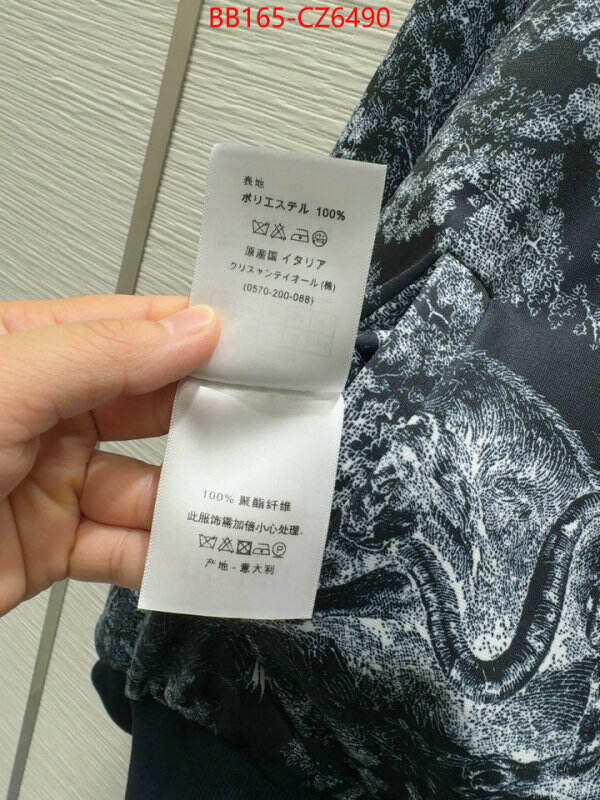 BB165-CZ6490
表地
ポリエステル 100%
原産国 イタリア
クリスチャンディオール(株)
(0570-200-088)
100% 聚酯纤维
此服饰需加倍小心处理.
产地 - 意大利